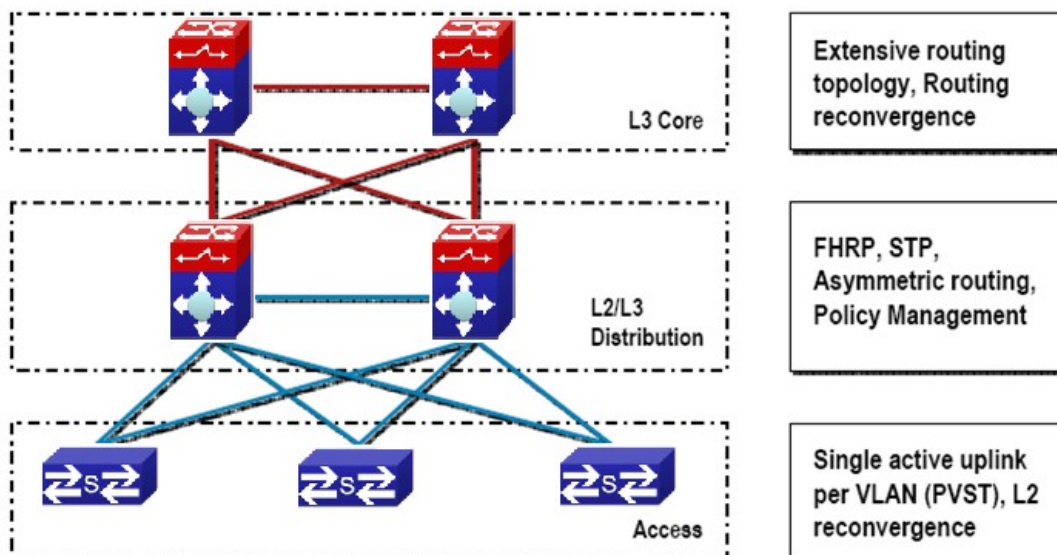 L3 Core
Extensive routing
topology, Routing
reconvergence
L2/L3
Distribution
FHRP, STP,
Asymmetric routing,
Policy Management
S
S
S
Access
Single active uplink
per VLAN (PVST), L2
reconvergence